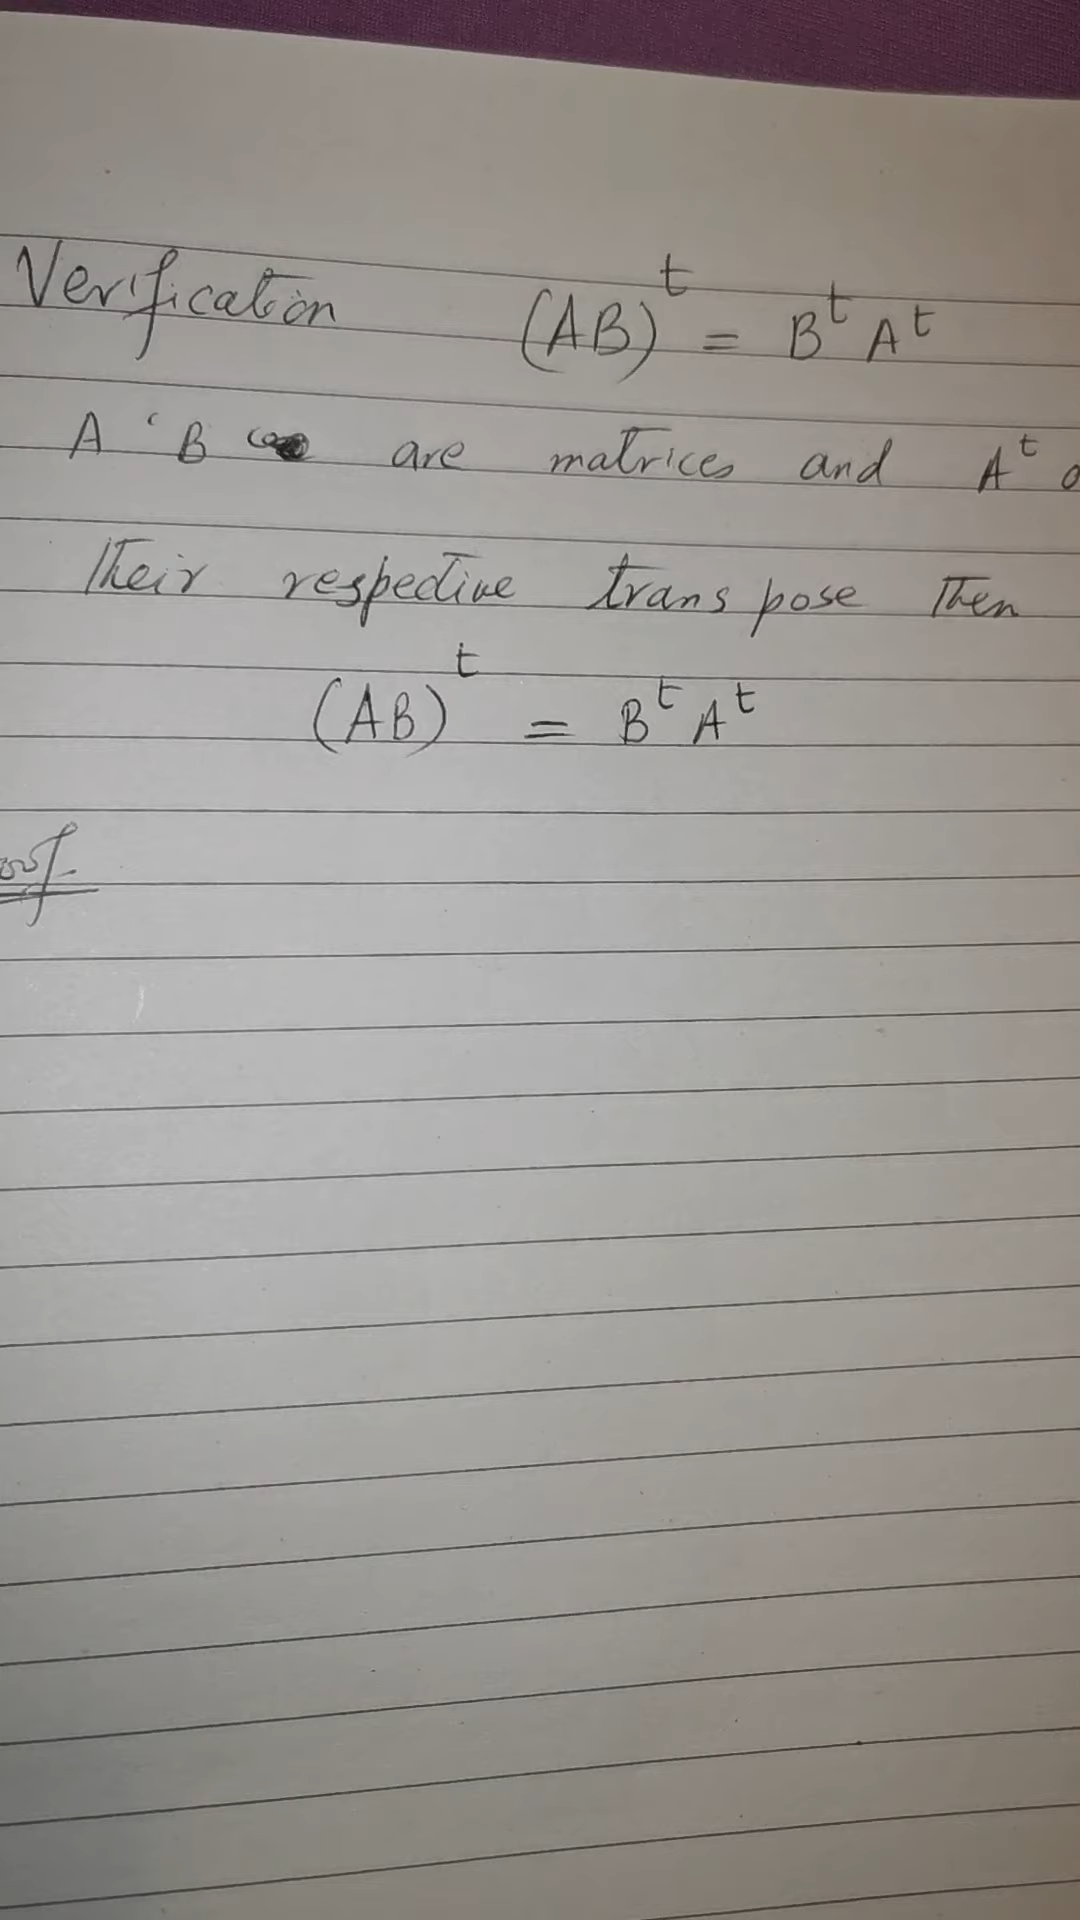 Verification (AB)^t = B^t A^t
A, B are matrices and A^t
their respective transpose Then
(AB)^t = B^t A^t